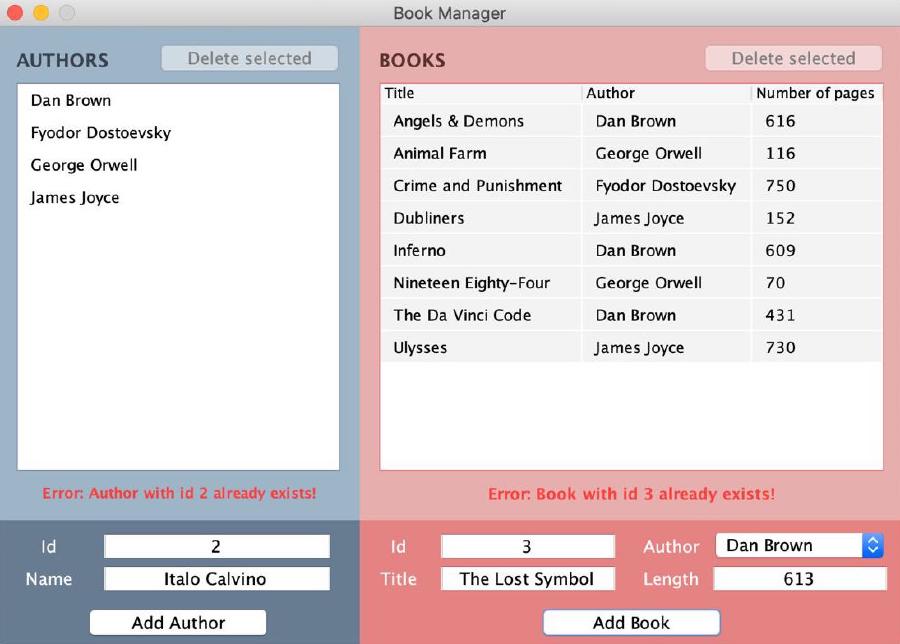 Book Manager
AUTHORS
Delete selected
Dan Brown
Fyodor Dostoevsky
George Orwell
James Joyce
Error: Author with id 2 already exists!
Id 2
Name Italo Calvino
Add Author
BOOKS
Delete selected
Title Author Number of pages
Angels & Demons Dan Brown 616
Animal Farm George Orwell 116
Crime and Punishment Fyodor Dostoevsky 750
Dubliners James Joyce 152
Inferno Dan Brown 609
Nineteen Eighty-Four George Orwell 70
The Da Vinci Code Dan Brown 431
Ulysses James Joyce 730
Error: Book with id 3 already exists!
Id 3 Author Dan Brown
Title The Lost Symbol Length 613
Add Book